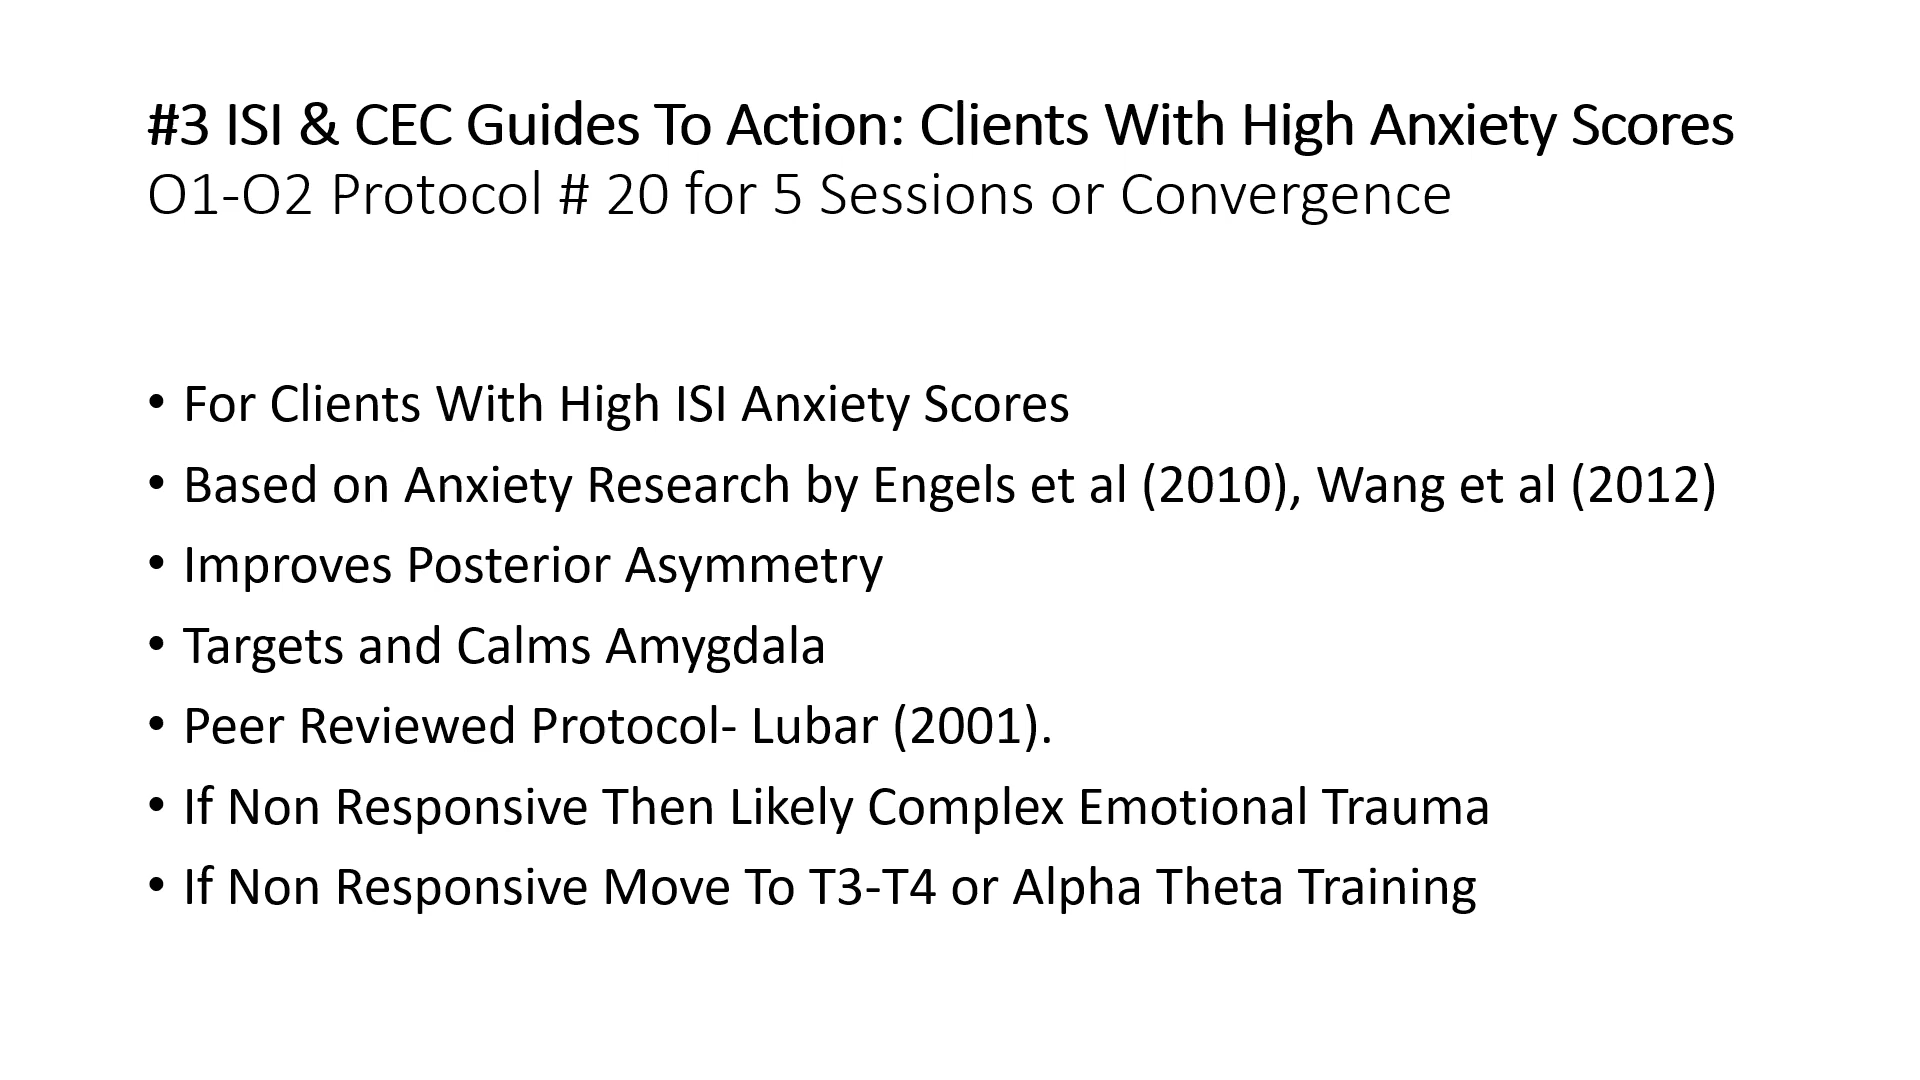 #3 ISI & CEC Guides To Action: Clients With High Anxiety Scores
O1-O2 Protocol # 20 for 5 Sessions or Convergence
• For Clients With High ISI Anxiety Scores
• Based on Anxiety Research by Engels et al (2010), Wang et al (2012)
• Improves Posterior Asymmetry
• Targets and Calms Amygdala
• Peer Reviewed Protocol- Lubar (2001).
• If Non Responsive Then Likely Complex Emotional Trauma
• If Non Responsive Move To T3-T4 or Alpha Theta Training